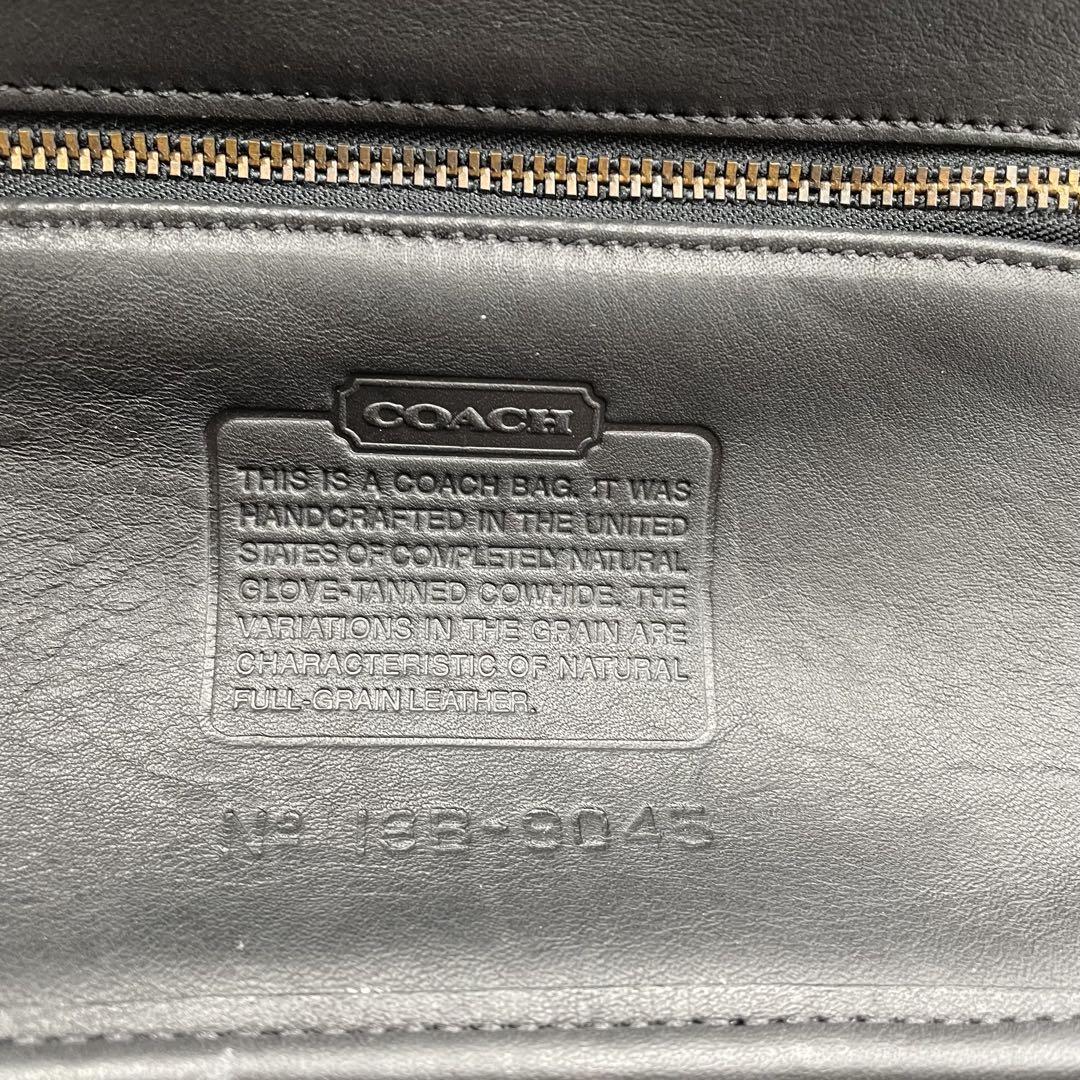 COACH
THIS IS A COACH BAG. IT WAS
HANDCRAFTED IN THE UNITED
STATES OF COMPLETELY NATURAL
GLOVE-TANNED COWHIDE. THE
VARIATIONS IN THE GRAIN ARE
CHARACTERISTIC OF NATURAL
FULL-GRAIN LEATHER.
Nº 16B-9045